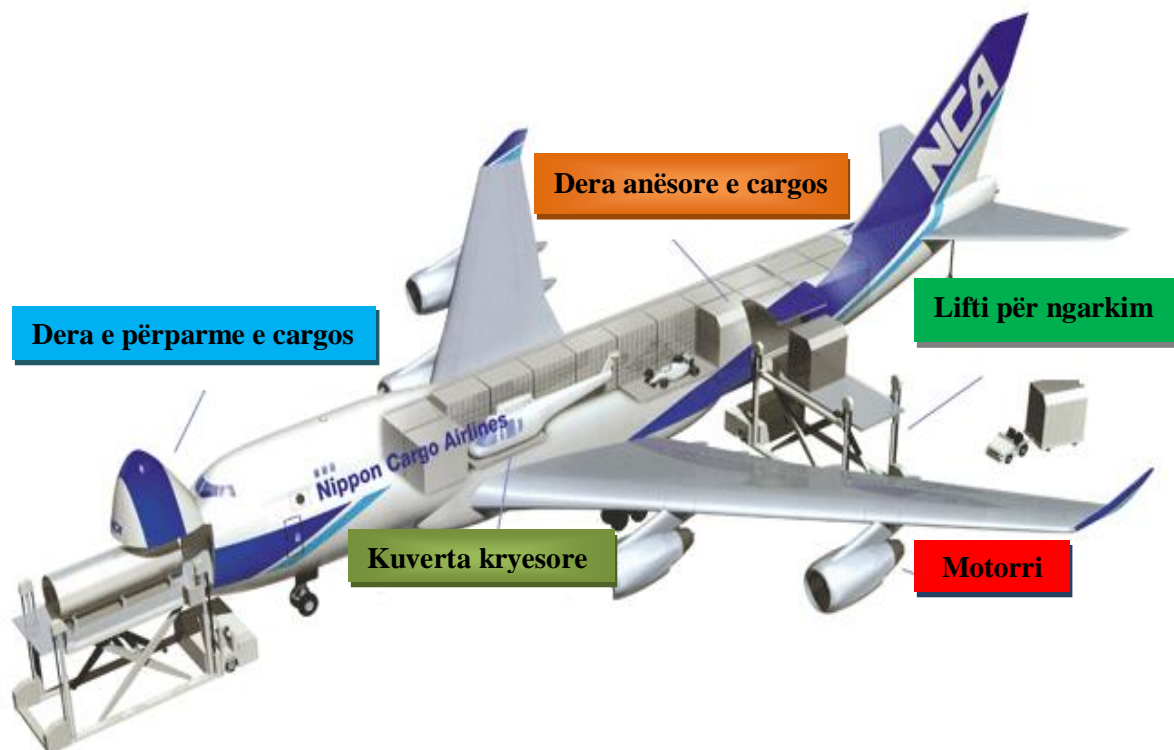 NCA
Dera anësore e cargos
Lifti për ngarkim
Dera e përparme e cargos
Nippon Cargo Airlines
Kuverta kryesore
Motorri